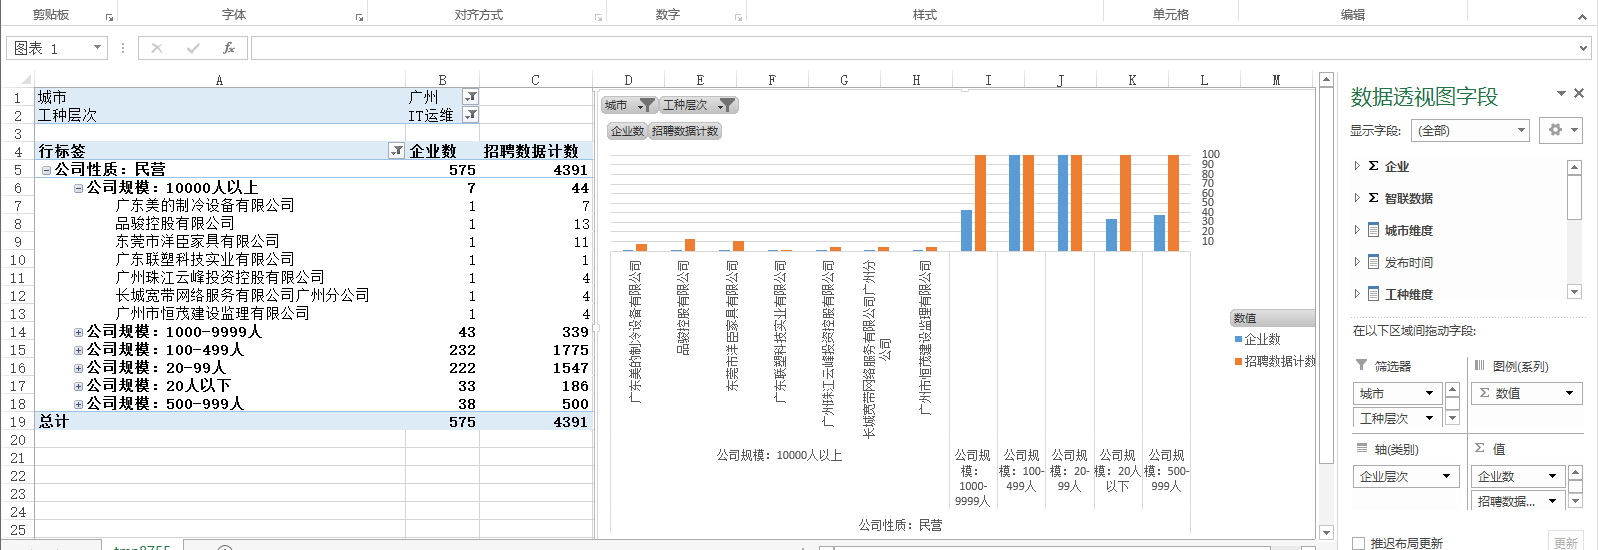 剪贴板 字体 对齐方式 数字 样式 单元格 编辑
图表 1 fx
A B C D E F G H I J K L M
1 城市 广州
2 工种层次 IT运维
3
4 行标签 企业数 招聘数据计数
5 公司性质：民营 575 4391
6 公司规模：10000人以上 7 44
7 广东美的制冷设备有限公司 1 7
8 品骏控股有限公司 1 13
9 东莞市洋臣家具有限公司 1 11
10 广东联塑科技实业有限公司 1 1
11 广州珠江云峰投资控股有限公司 1 4
12 长城宽带网络服务有限公司广州分公司 1 4
13 广州市恒茂建设监理有限公司 1 4
14 公司规模：1000-9999人 43 339
15 公司规模：100-499人 232 1775
16 公司规模：20-99人 222 1547
17 公司规模：20人以下 33 186
18 公司规模：500-999人 38 500
19 总计 575 4391
20
21
22
23
24
25
城市 工种层次
企业数 招聘数据计数
100
90
80
70
60
50
40
30
20
10
广东美的制冷设备有限公司
品骏控股有限公司
东莞市洋臣家具有限公司
广东联塑科技实业有限公司
广州珠江云峰投资控股有限公司
长城宽带网络服务有限公司广州分
公司
广州市恒茂建设监理有限公司
公司规模：10000人以上
公司规
模：
1000-
9999人
公司规
模：100-
499人
公司规
模：20-
99人
公司规
模：20人
以下
公司规
模：500-
999人
公司性质：民营
数值
企业数
招聘数据计数
数据透视图字段
显示字段: (全部)
Σ 企业
Σ 智联数据
城市维度
发布时间
工种维度
在以下区域间拖动字段:
筛选器
城市
工种层次
图例(系列)
Σ 数值
轴(类别)
企业层次
Σ 值
企业数
招聘数据...
推迟布局更新 更新
tmp8755